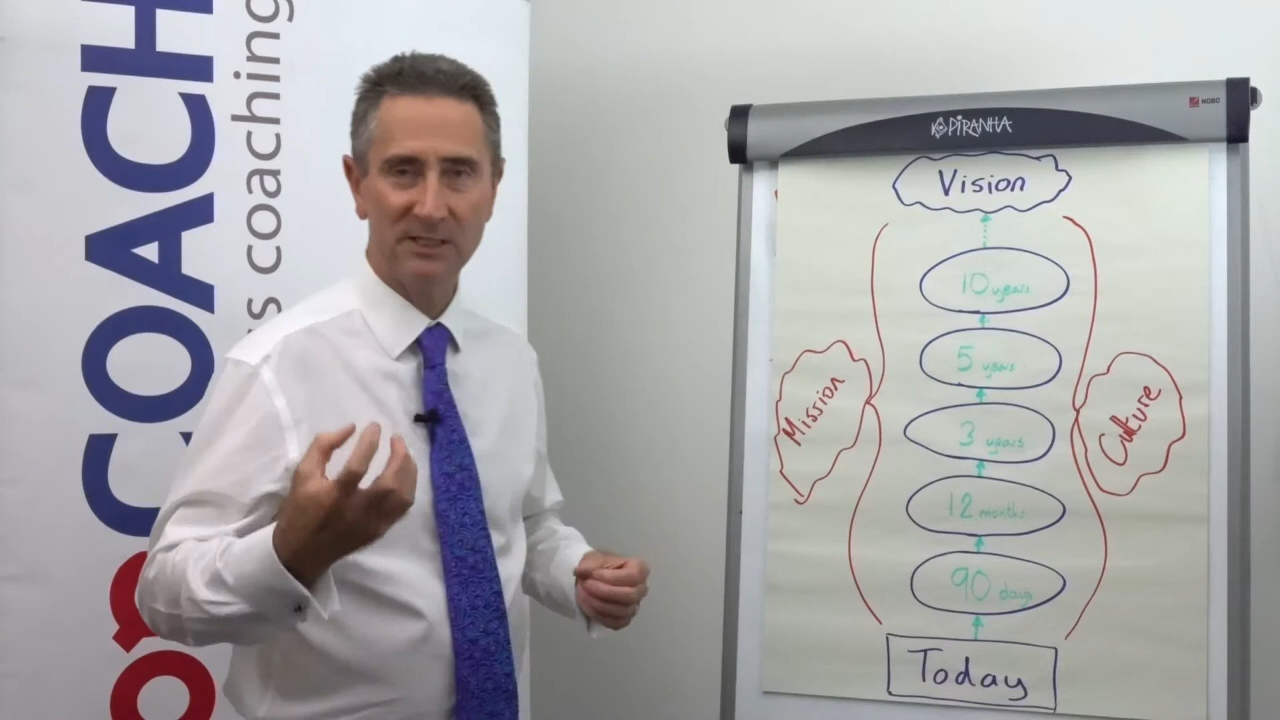 COACH
s coaching
NOBO
PIRANHA
Vision
10 years
5 years
3 years
12 months
90 days
Today
Mission
Culture